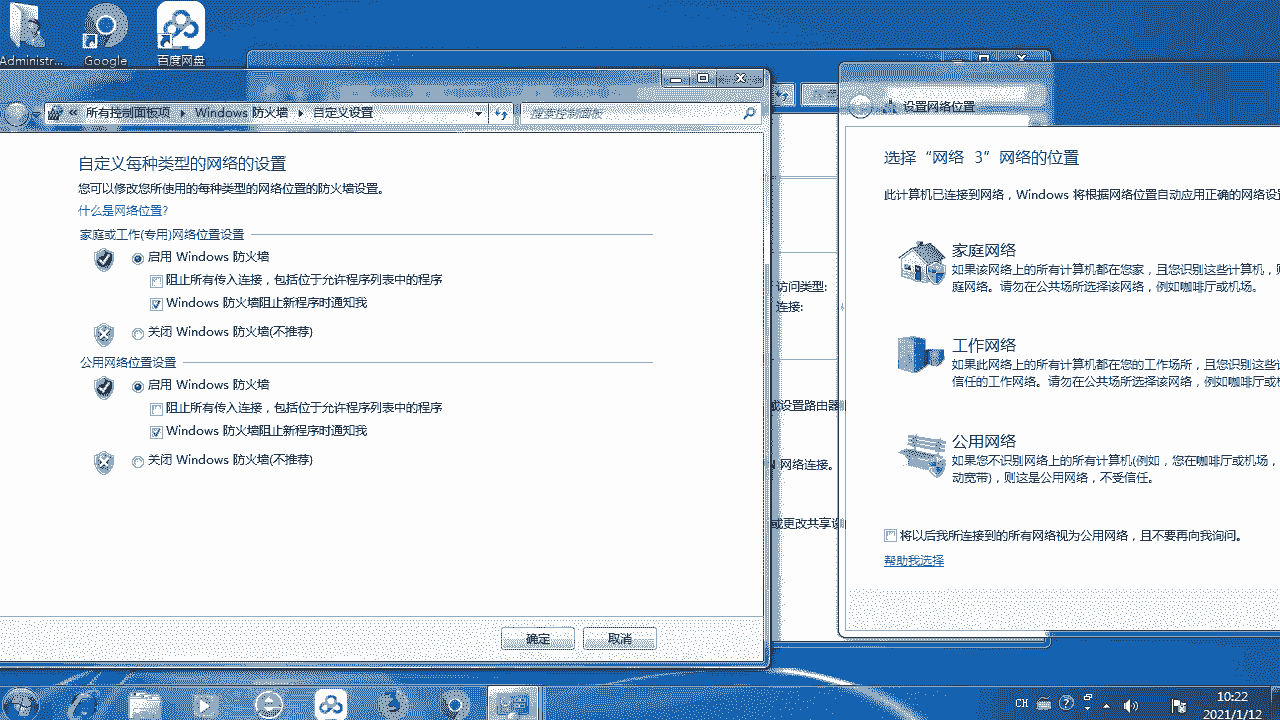 Administr...
Google
百度网盘
所有控制面板项
Windows 防火墙
自定义设置
搜索控制面板
自定义每种类型的网络的设置
您可以修改您所使用的每种类型的网络位置的防火墙设置。
什么是网络位置?
家庭或工作(专用)网络位置设置
启用 Windows 防火墙
阻止所有传入连接，包括位于允许程序列表中的程序
Windows 防火墙阻止新程序时通知我
关闭 Windows 防火墙(不推荐)
公用网络位置设置
启用 Windows 防火墙
阻止所有传入连接，包括位于允许程序列表中的程序
Windows 防火墙阻止新程序时通知我
关闭 Windows 防火墙(不推荐)
确定
取消
访问类型:
连接:
或设置路由器
网络连接。
或更改共享设
设置网络位置
选择“网络 3”网络的位置
此计算机已连接到网络，Windows 将根据网络位置自动应用正确的网络设
家庭网络
如果该网络上的所有计算机都在您家，且您识别这些计算机，则
庭网络。请勿在公共场所选择该网络，例如咖啡厅或机场。
工作网络
如果此网络上的所有计算机都在您的工作场所，且您识别这些计
信任的工作网络。请勿在公共场所选择该网络，例如咖啡厅或机
公用网络
如果您不识别网络上的所有计算机(例如，您在咖啡厅或机场，
动宽带)，则这是公用网络，不受信任。
将以后我所连接到的所有网络视为公用网络，且不要再向我询问。
帮助我选择
CH
10:22
2021/1/12